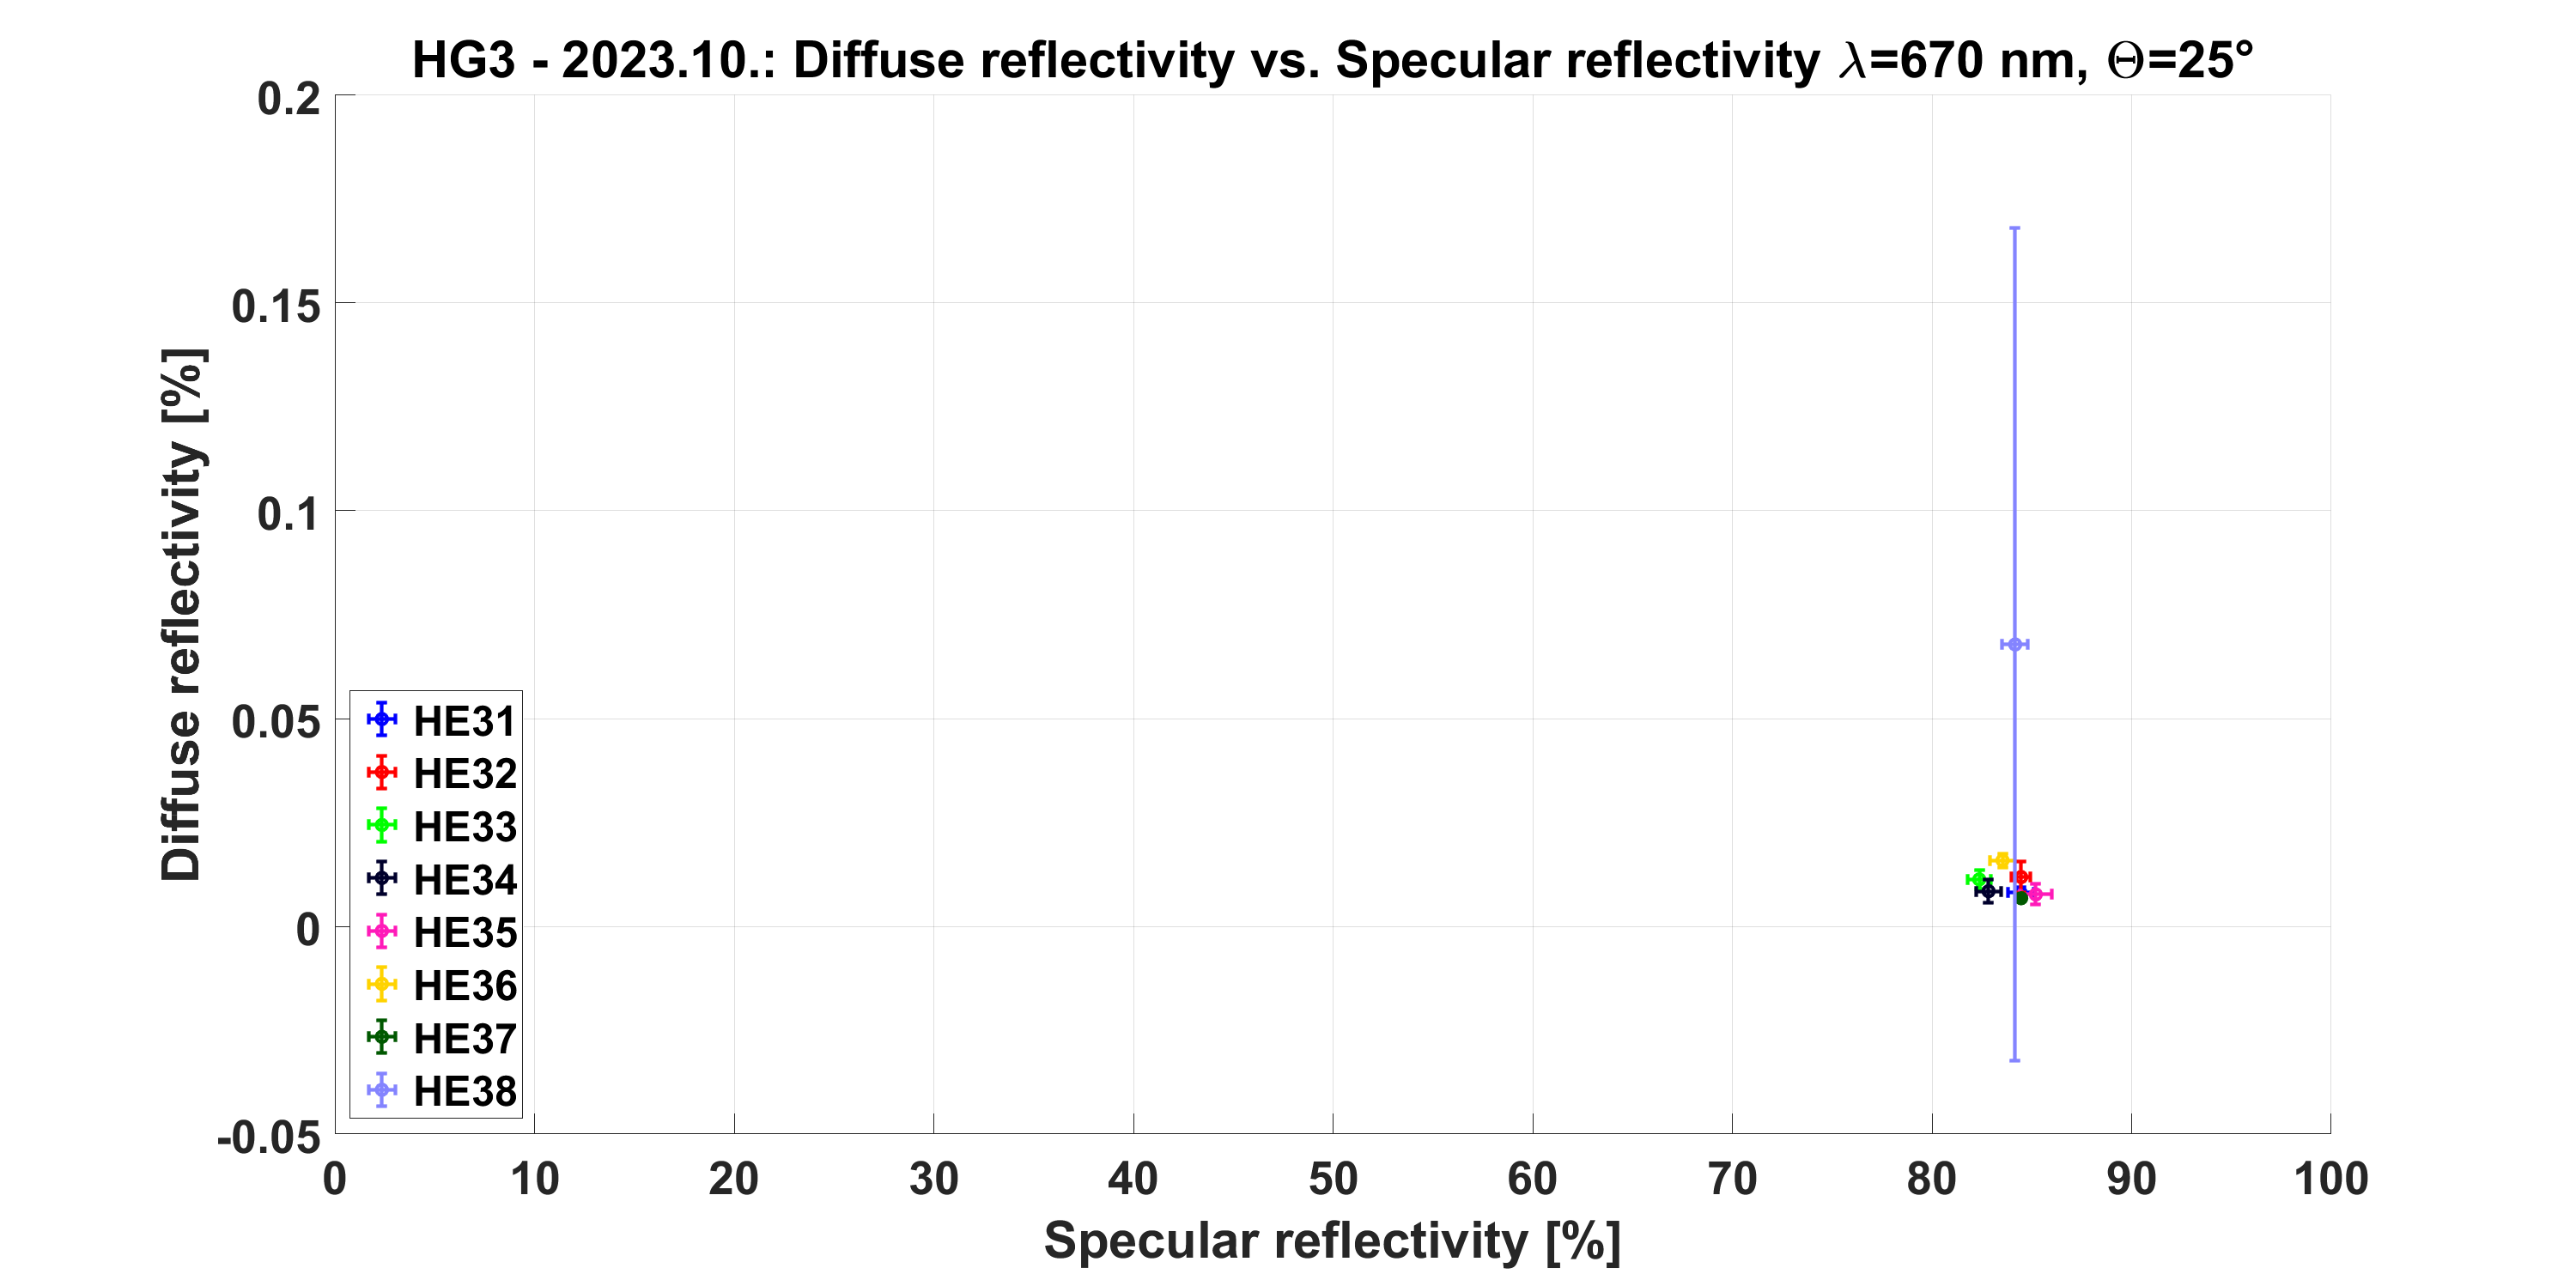 HG3 - 2023.10.: Diffuse reflectivity vs. Specular reflectivity λ=670 nm, Θ=25°
0.2
0.15
0.1
0.05
0
-0.05
Diffuse reflectivity [%]
HE31
HE32
HE33
HE34
HE35
HE36
HE37
HE38
0 10 20 30 40 50 60 70 80 90 100
Specular reflectivity [%]